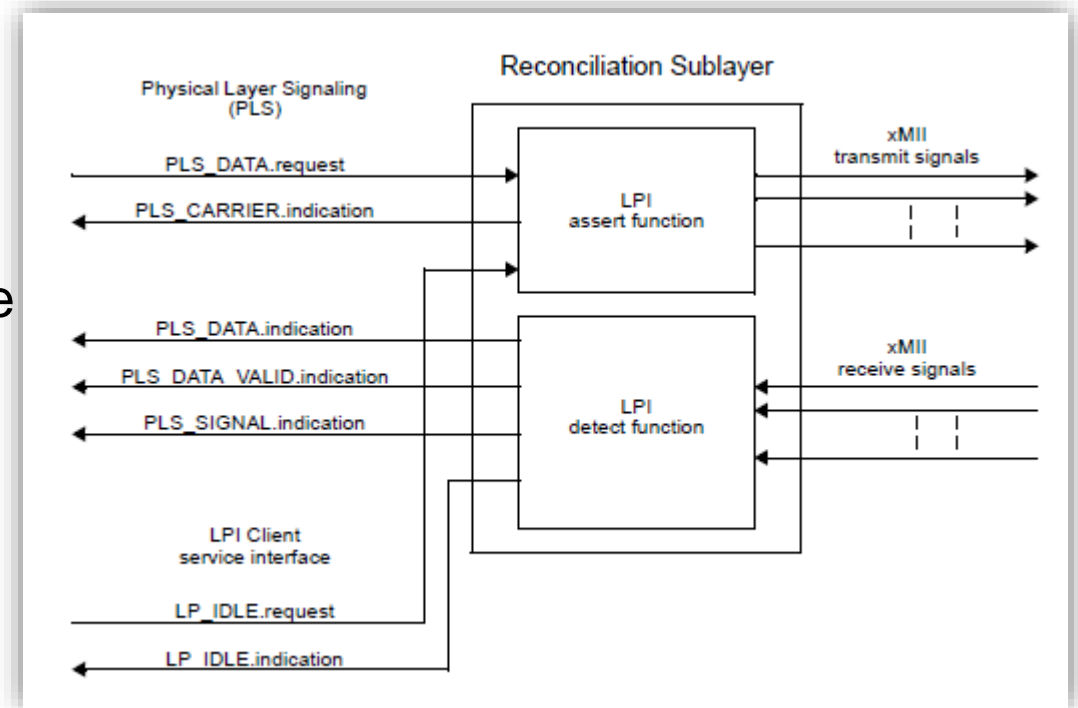 Reconciliation Sublayer
Physical Layer Signaling
(PLS)
xMII
transmit signals
PLS_DATA.request
PLS_CARRIER.indication
LPI
assert function
e
PLS_DATA.indication
PLS_DATA_VALID.indication
PLS_SIGNAL.indication
xMII
receive signals
LPI
detect function
LPI Client
service interface
LP_IDLE.request
LP_IDLE.indication